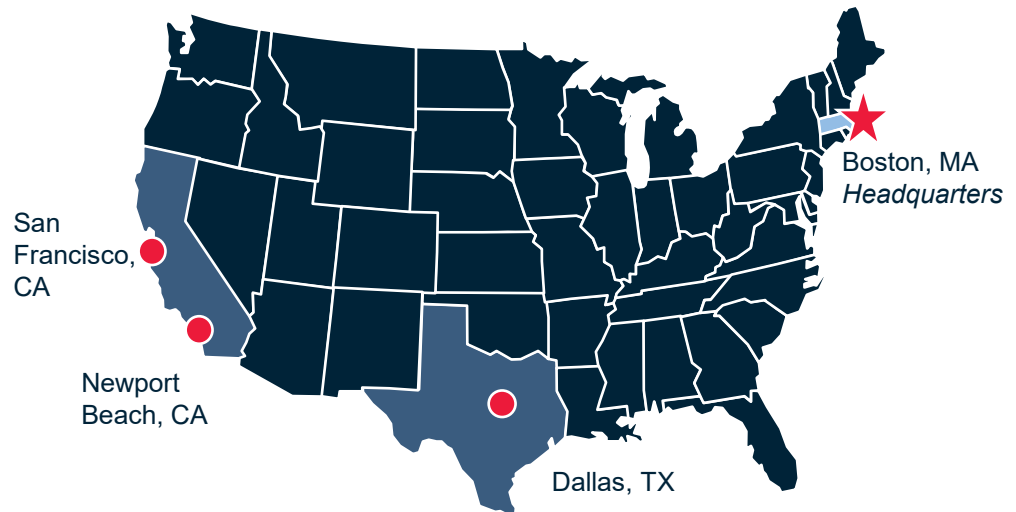 Boston, MA
Headquarters
San
Francisco,
CA
Newport
Beach, CA
Dallas, TX